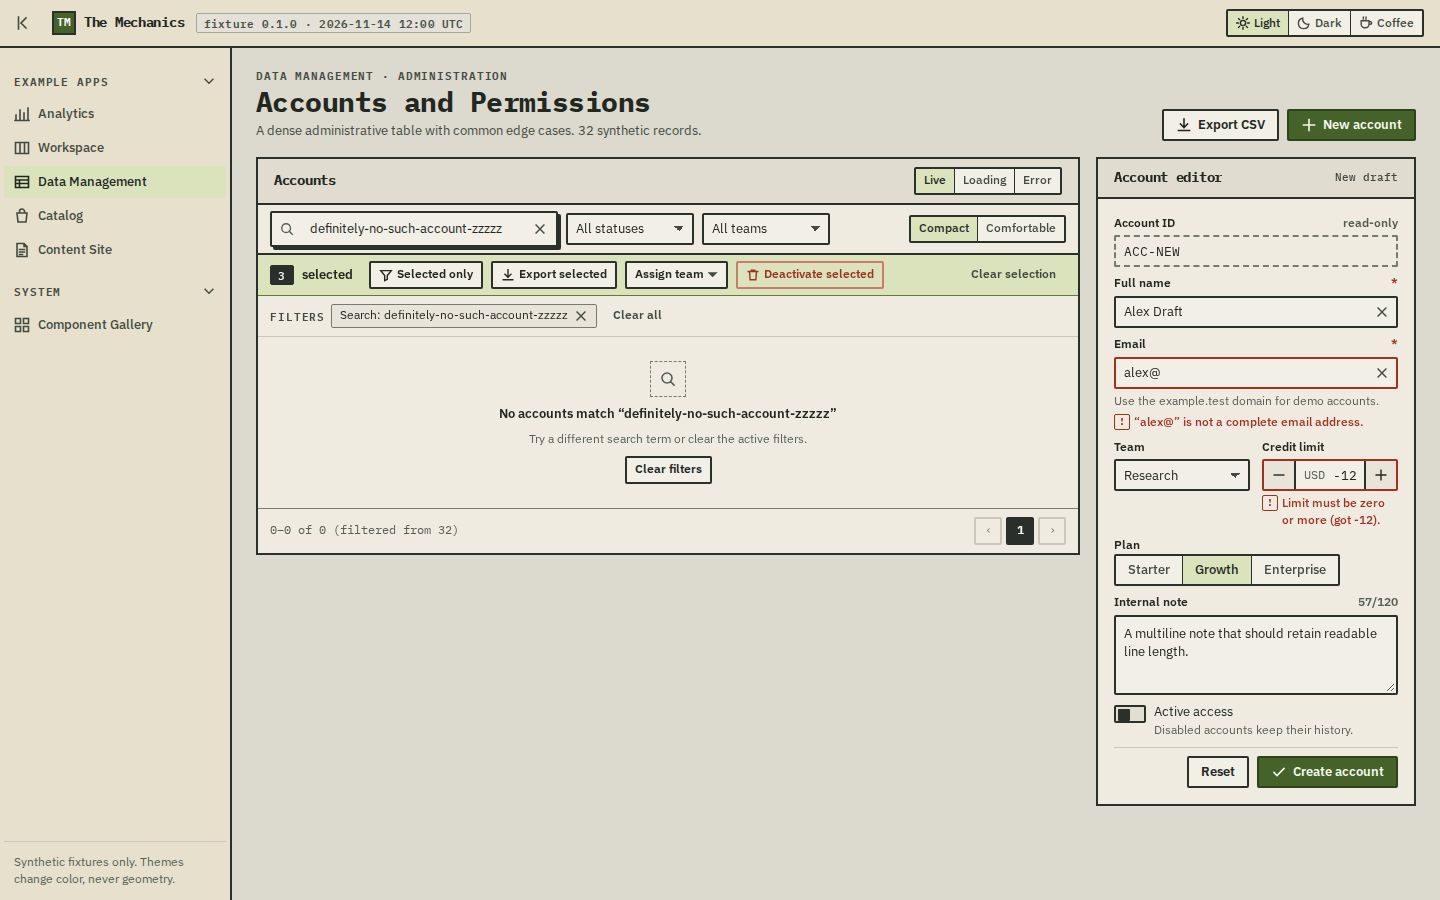 TM The Mechanics fixture 0.1.0 · 2026-11-14 12:00 UTC
Light Dark Coffee
EXAMPLE APPS
Analytics
Workspace
Data Management
Catalog
Content Site
SYSTEM
Component Gallery
Synthetic fixtures only. Themes
change color, never geometry.
DATA MANAGEMENT · ADMINISTRATION
Accounts and Permissions
A dense administrative table with common edge cases. 32 synthetic records.
Export CSV New account
Accounts
Live Loading Error
definitely-no-such-account-zzzzz All statuses All teams Compact Comfortable
3 selected Selected only Export selected Assign team Deactivate selected Clear selection
FILTERS Search: definitely-no-such-account-zzzzz Clear all
No accounts match “definitely-no-such-account-zzzzz”
Try a different search term or clear the active filters.
Clear filters
0–0 of 0 (filtered from 32) ‹ 1 ›
Account editor New draft
Account ID read-only
ACC-NEW
Full name *
Alex Draft
Email *
alex@
Use the example.test domain for demo accounts.
! “alex@” is not a complete email address.
Team Credit limit
Research USD -12
! Limit must be zero
or more (got -12).
Plan
Starter Growth Enterprise
Internal note 57/120
A multiline note that should retain readable
line length.
Active access
Disabled accounts keep their history.
Reset Create account